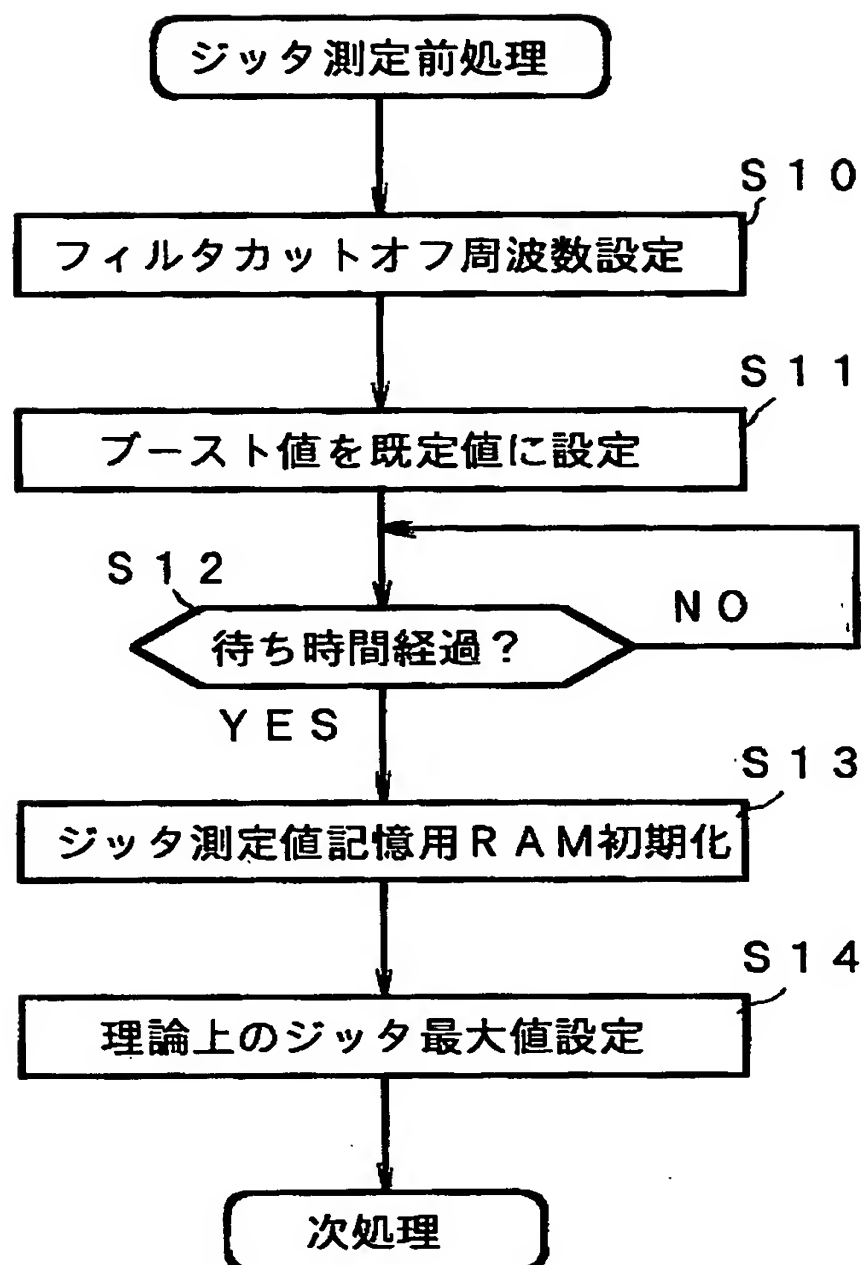 ジッタ測定前処理
S10
フィルタカットオフ周波数設定
S11
ブースト値を既定値に設定
S12
待ち時間経過?
NO
YES
S13
ジッタ測定値記憶用RAM初期化
S14
理論上のジッタ最大値設定
次処理